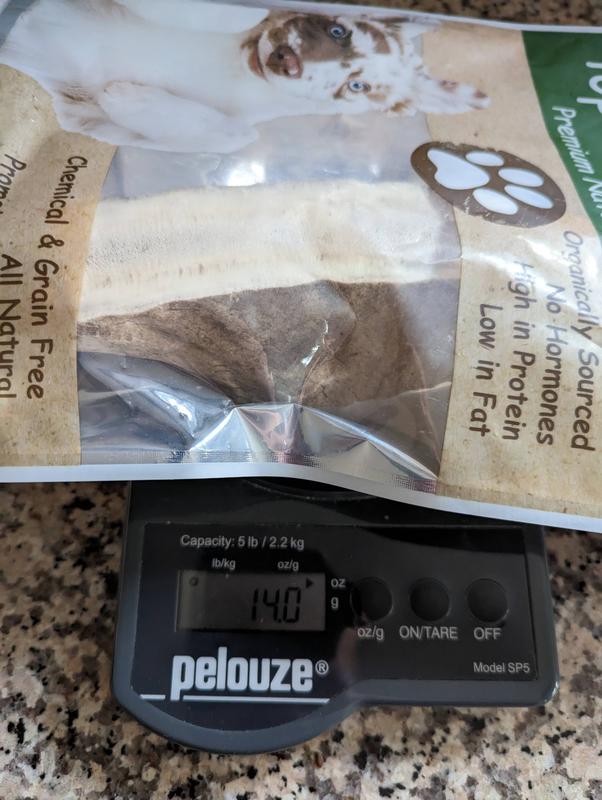 Premium
Organically Sourced
No Hormones
High in Protein
Low in Fat
Chemical & Grain Free
All Natural
Capacity: 5 lb / 2.2 kg
lb/kg oz/g
14.0
oz
g
oz/g ON/TARE OFF
pelouze®
Model SP5